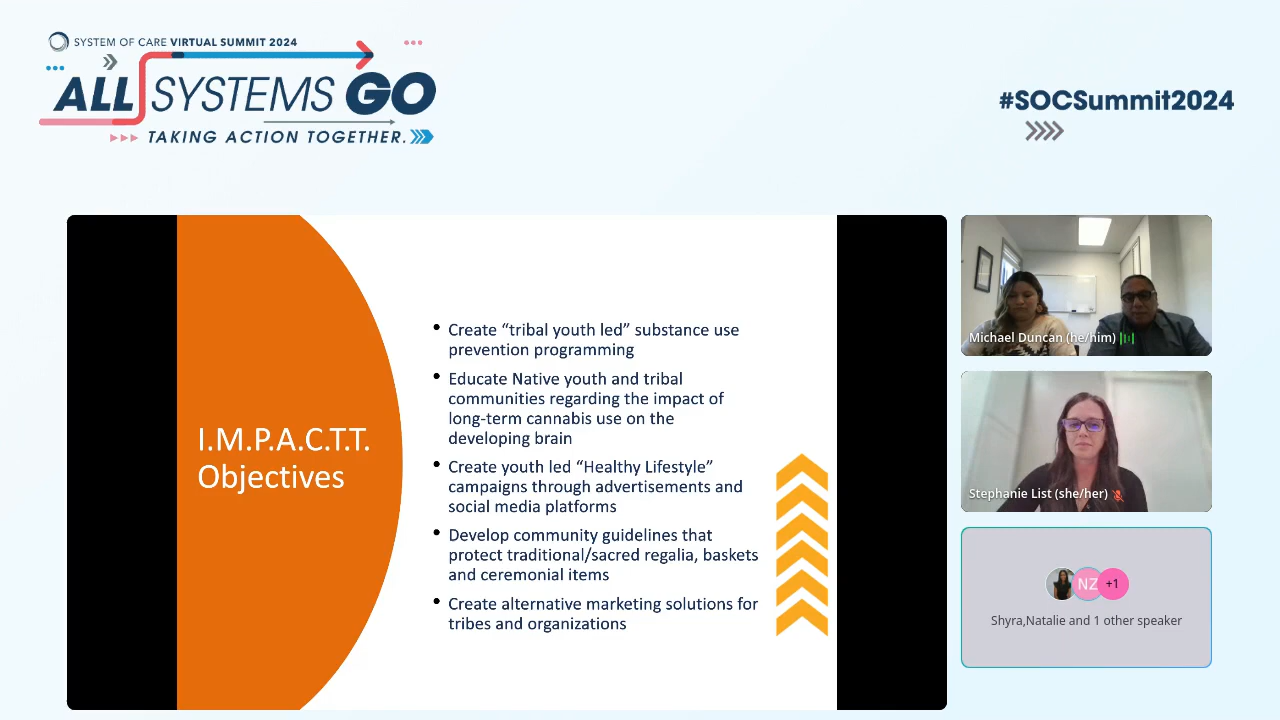 SYSTEM OF CARE VIRTUAL SUMMIT 2024
ALL SYSTEMS GO
TAKING ACTION TOGETHER.
#SOCSummit2024
I.M.P.A.C.T.T.
Objectives
• Create “tribal youth led” substance use
prevention programming
• Educate Native youth and tribal
communities regarding the impact of
long-term cannabis use on the
developing brain
• Create youth led “Healthy Lifestyle”
campaigns through advertisements and
social media platforms
• Develop community guidelines that
protect traditional/sacred regalia, baskets
and ceremonial items
• Create alternative marketing solutions for
tribes and organizations
Michael Duncan (he/him)
Stephanie List (she/her)
NZ
+1
Shyra,Natalie and 1 other speaker